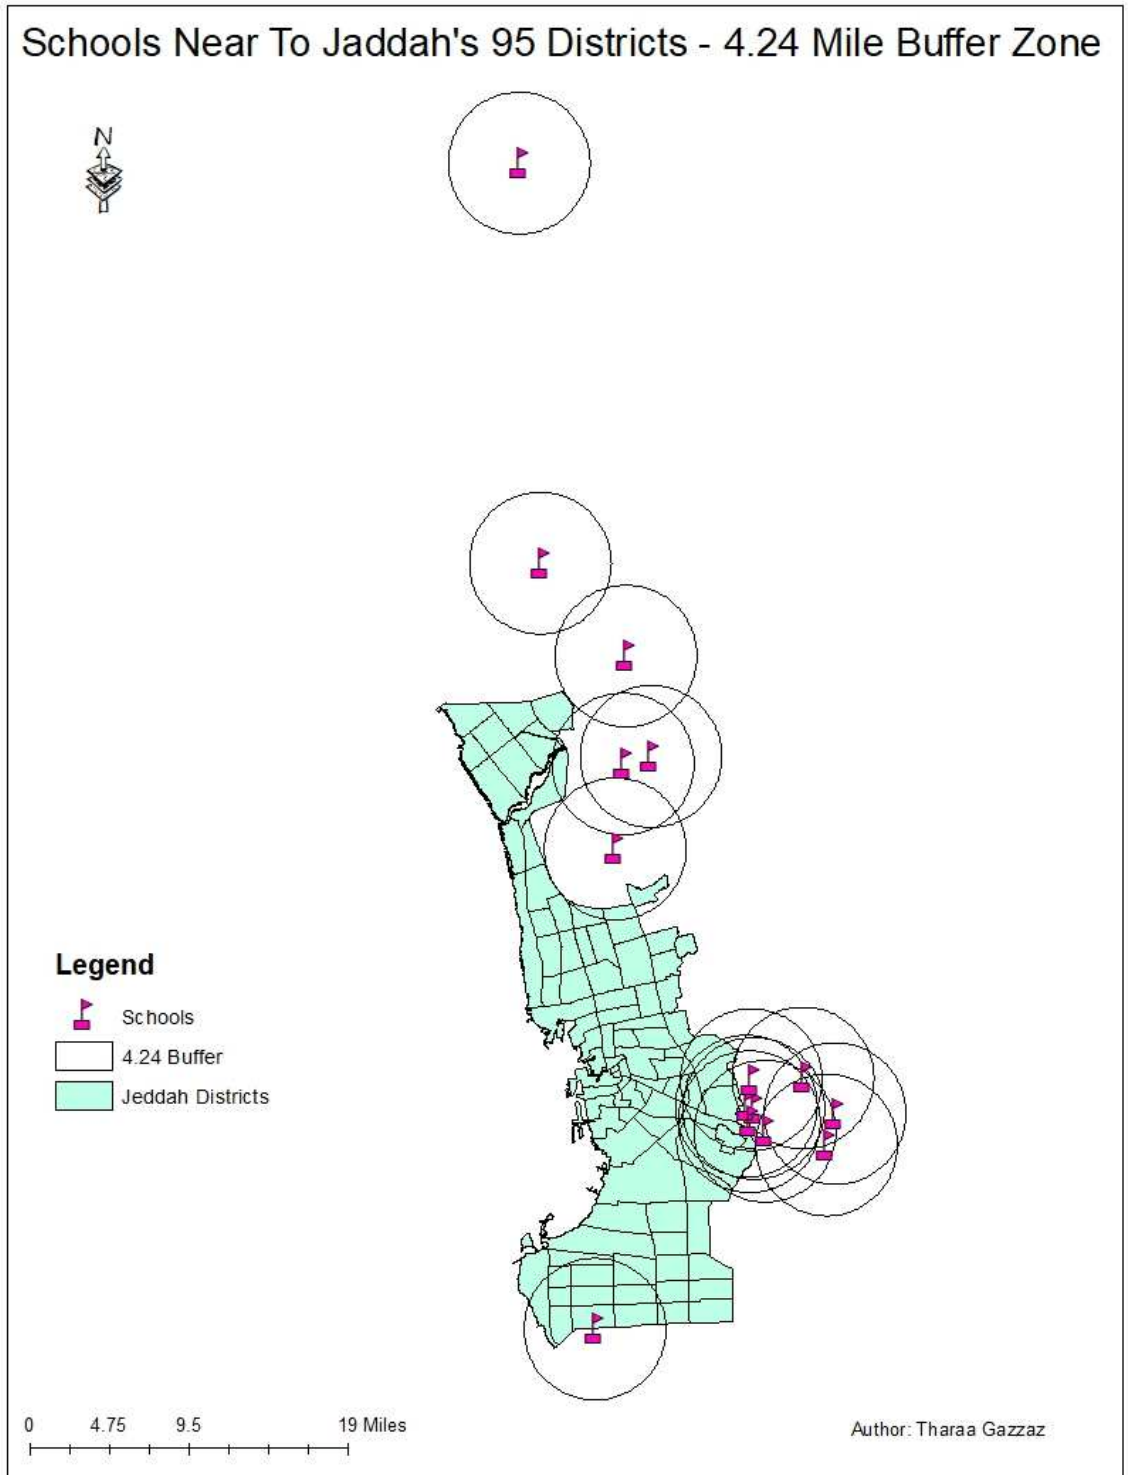 Schools Near To Jaddah's 95 Districts - 4.24 Mile Buffer Zone
N
Legend
Schools
4.24 Buffer
Jeddah Districts
0 4.75 9.5 19 Miles
Author: Tharaa Gazzaz